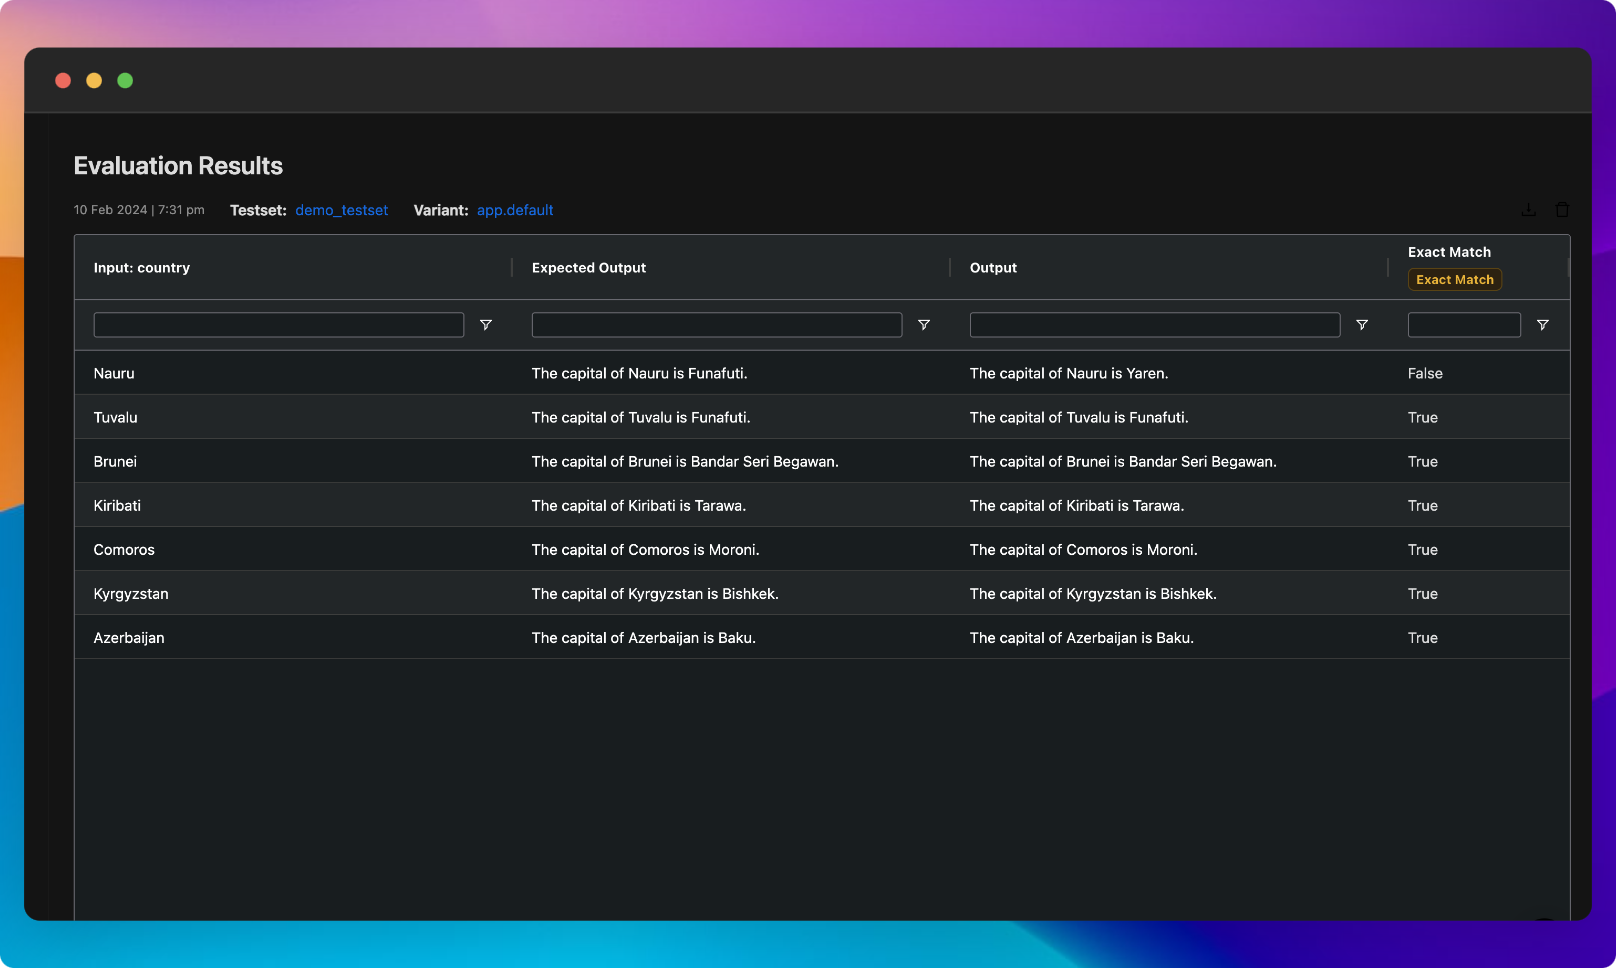 Evaluation Results
10 Feb 2024 | 7:31 pm Testset: demo_testset Variant: app.default
Input: country Expected Output Output Exact Match
Exact Match
Nauru The capital of Nauru is Funafuti. The capital of Nauru is Yaren. False
Tuvalu The capital of Tuvalu is Funafuti. The capital of Tuvalu is Funafuti. True
Brunei The capital of Brunei is Bandar Seri Begawan. The capital of Brunei is Bandar Seri Begawan. True
Kiribati The capital of Kiribati is Tarawa. The capital of Kiribati is Tarawa. True
Comoros The capital of Comoros is Moroni. The capital of Comoros is Moroni. True
Kyrgyzstan The capital of Kyrgyzstan is Bishkek. The capital of Kyrgyzstan is Bishkek. True
Azerbaijan The capital of Azerbaijan is Baku. The capital of Azerbaijan is Baku. True